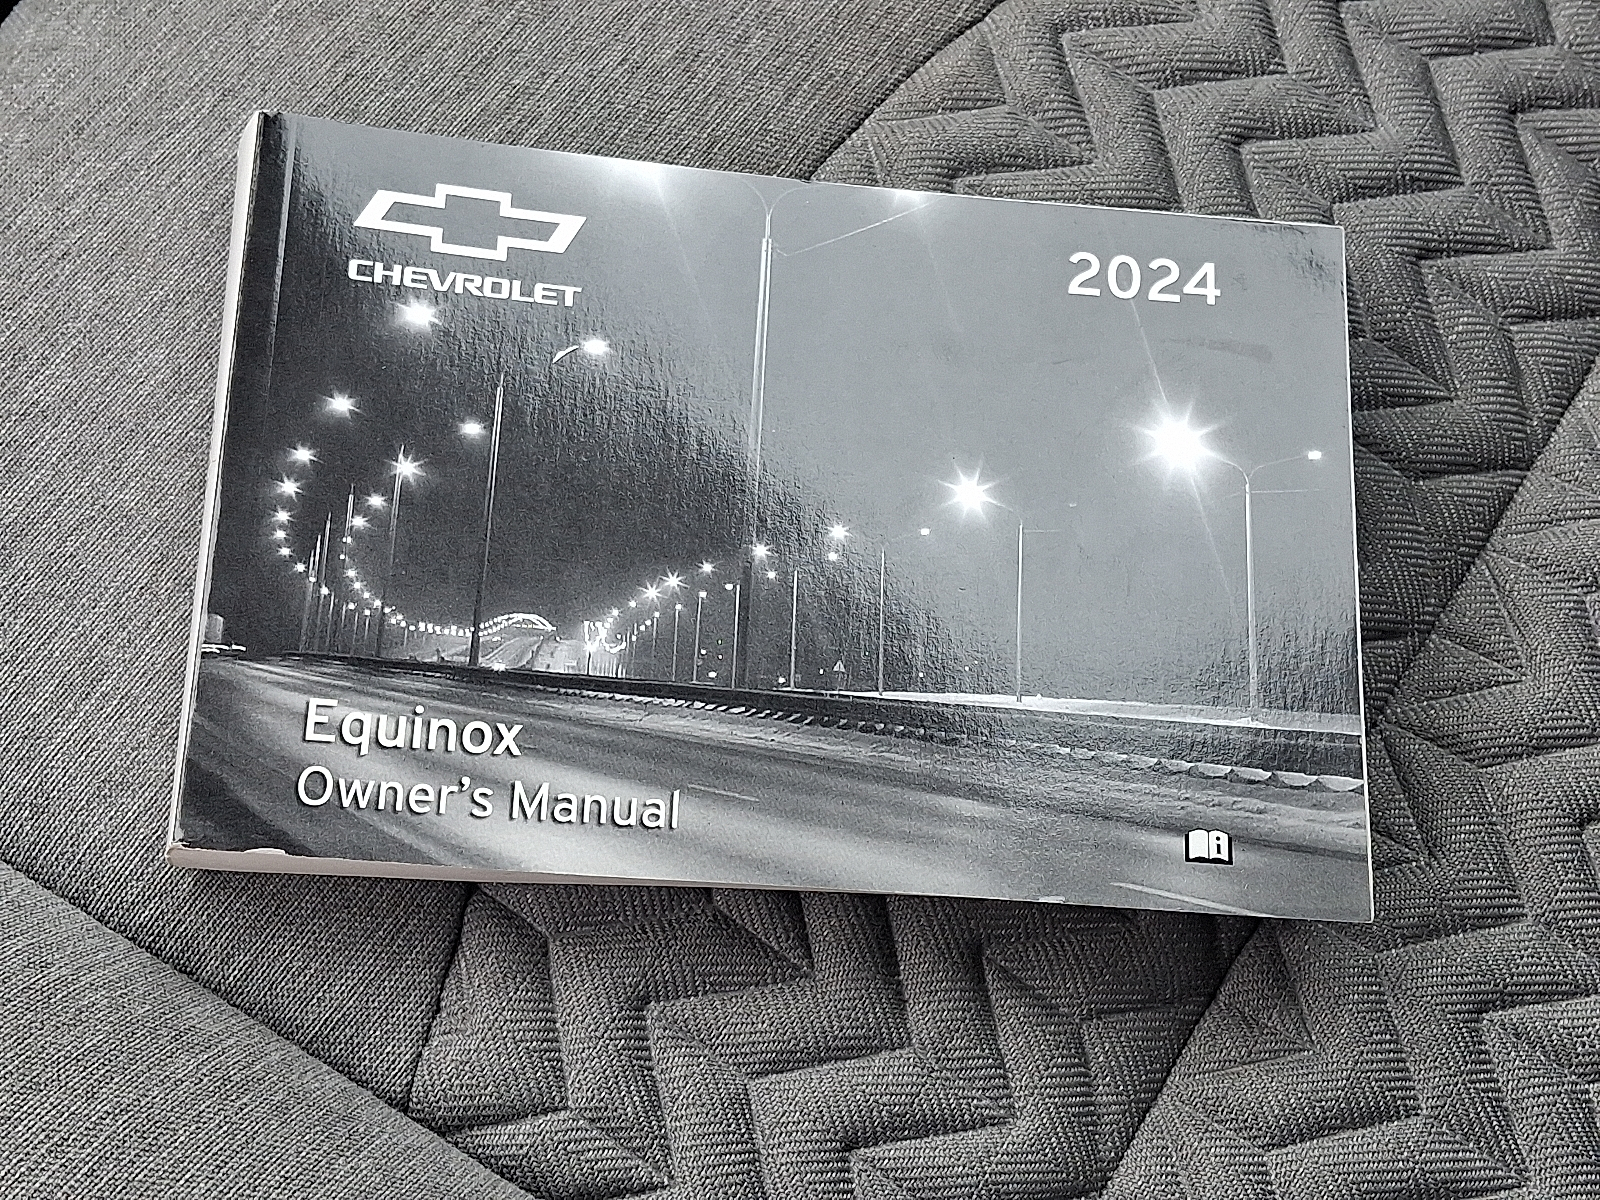 CHEVROLET
2024
Equinox
Owner's Manual
i